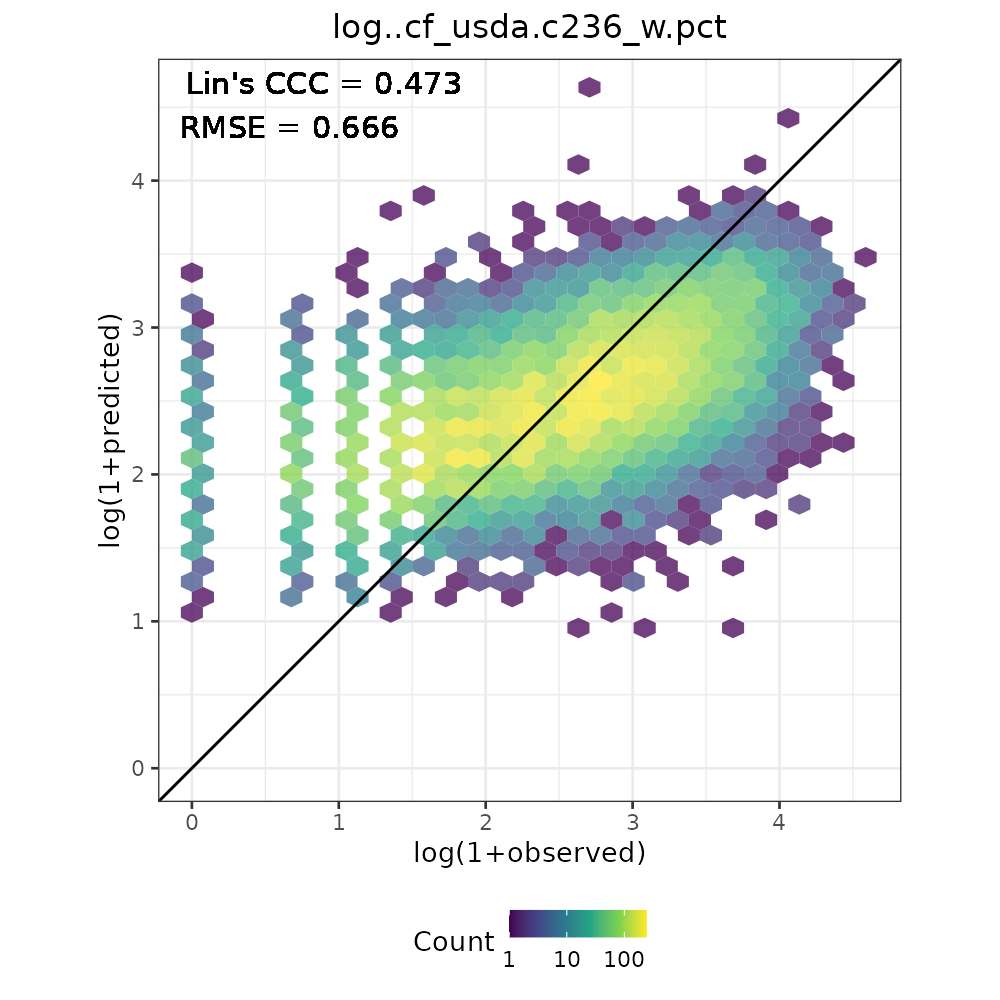 log..cf_usda.c236_w.pct
Lin's CCC = 0.473
RMSE = 0.666
log(1+predicted)
4
3
2
1
0
0 1 2 3 4
log(1+observed)
Count
1 10 100